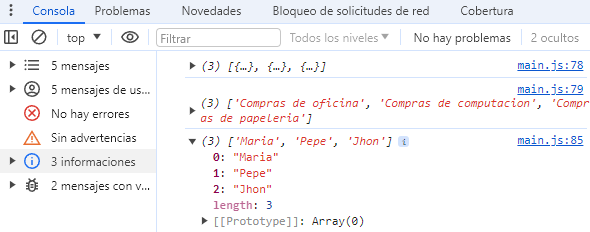 Consola Problemas Novedades Bloqueo de solicitudes de red Cobertura
top Filtrar Todos los niveles No hay problemas 2 ocultos
5 mensajes
5 mensajes de us...
No hay errores
Sin advertencias
3 informaciones
2 mensajes con v...
(3) [{…}, {…}, {…}] main.js:78
main.js:79
(3) ['Compras de oficina', 'Compras de computacion', 'Compr
as de papeleria']
(3) ['Maria', 'Pepe', 'Jhon'] i main.js:85
0: "Maria"
1: "Pepe"
2: "Jhon"
length: 3
[[Prototype]]: Array(0)